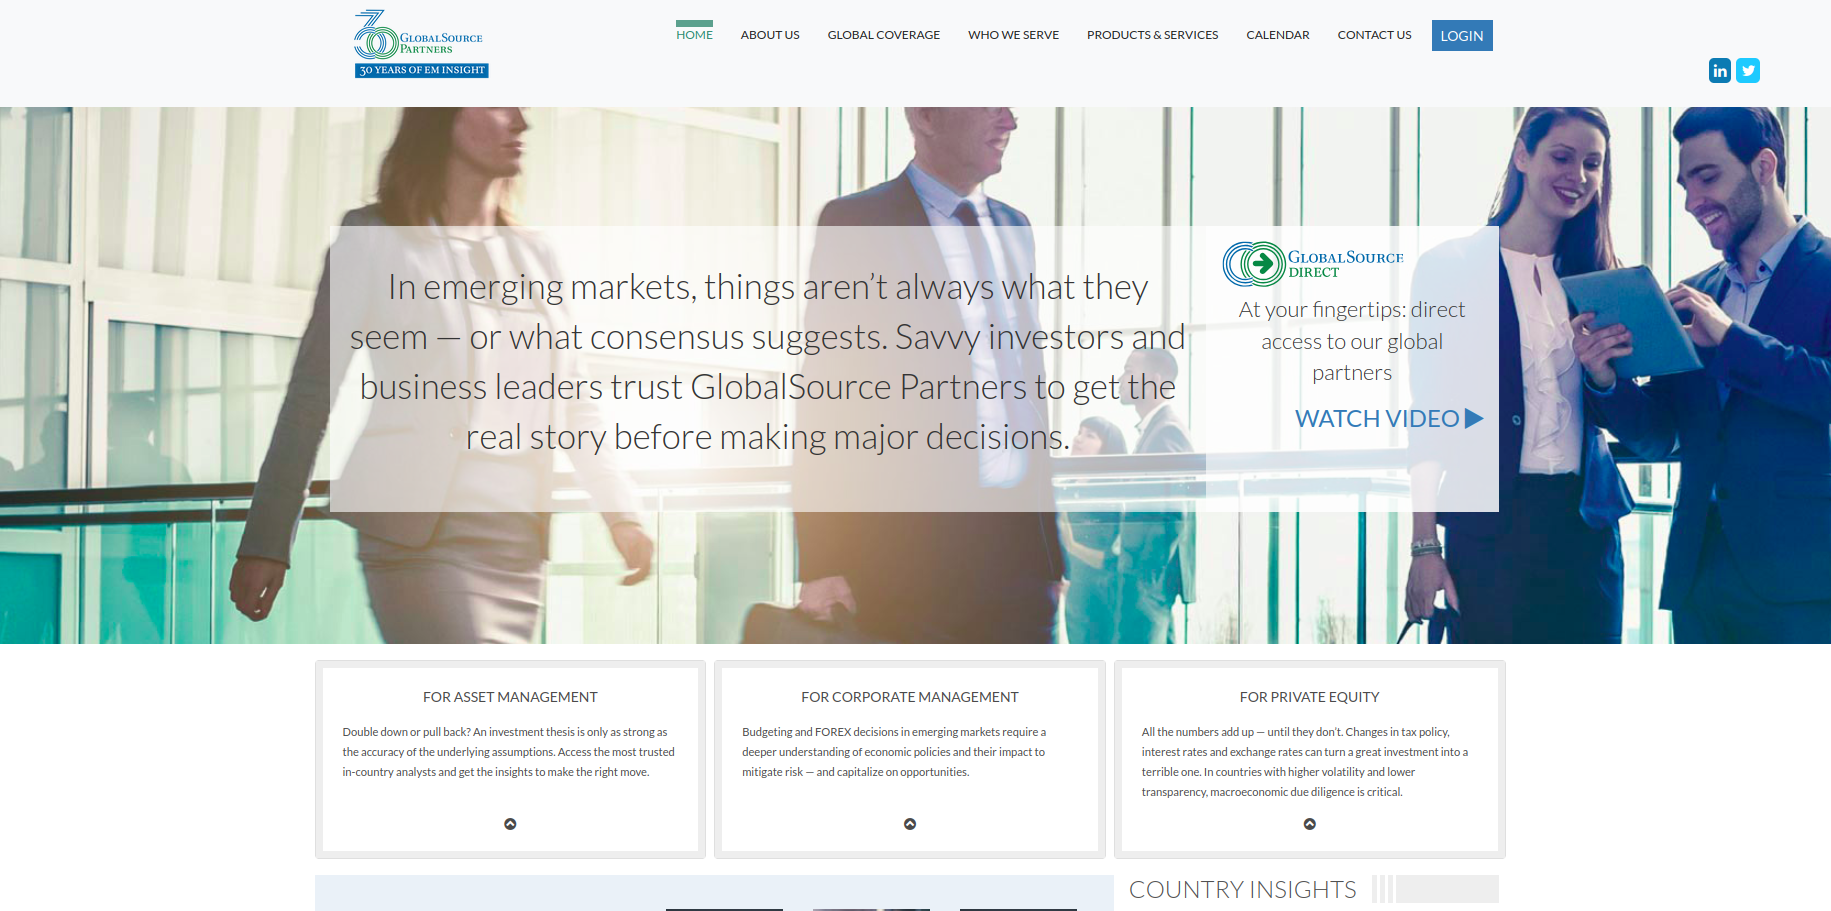 30
GLOBALSOURCE
PARTNERS
30 YEARS OF EM INSIGHT
HOME
ABOUT US
GLOBAL COVERAGE
WHO WE SERVE
PRODUCTS & SERVICES
CALENDAR
CONTACT US
LOGIN
in
In emerging markets, things aren’t always what they
seem — or what consensus suggests. Savvy investors and
business leaders trust GlobalSource Partners to get the
real story before making major decisions.
GLOBALSOURCE
DIRECT
At your fingertips: direct
access to our global
partners
WATCH VIDEO
FOR ASSET MANAGEMENT
Double down or pull back? An investment thesis is only as strong as
the accuracy of the underlying assumptions. Access the most trusted
in-country analysts and get the insights to make the right move.
FOR CORPORATE MANAGEMENT
Budgeting and FOREX decisions in emerging markets require a
deeper understanding of economic policies and their impact to
mitigate risk — and capitalize on opportunities.
FOR PRIVATE EQUITY
All the numbers add up — until they don’t. Changes in tax policy,
interest rates and exchange rates can turn a great investment into a
terrible one. In countries with higher volatility and lower
transparency, macroeconomic due diligence is critical.
COUNTRY INSIGHTS